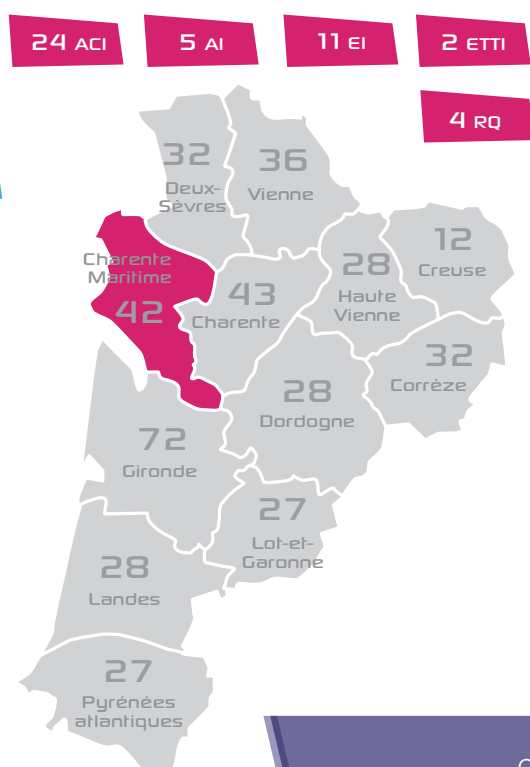 24 ACI
5 AI
11 EI
2 ETTI
4 RQ
32
Deux-
Sèvres
36
Vienne
Charente
Maritime
42
43
Charente
28
Haute
Vienne
12
Creuse
32
Corrèze
28
Dordogne
72
Gironde
27
Lot-et-
Garonne
28
Landes
27
Pyrénées
atlantiques